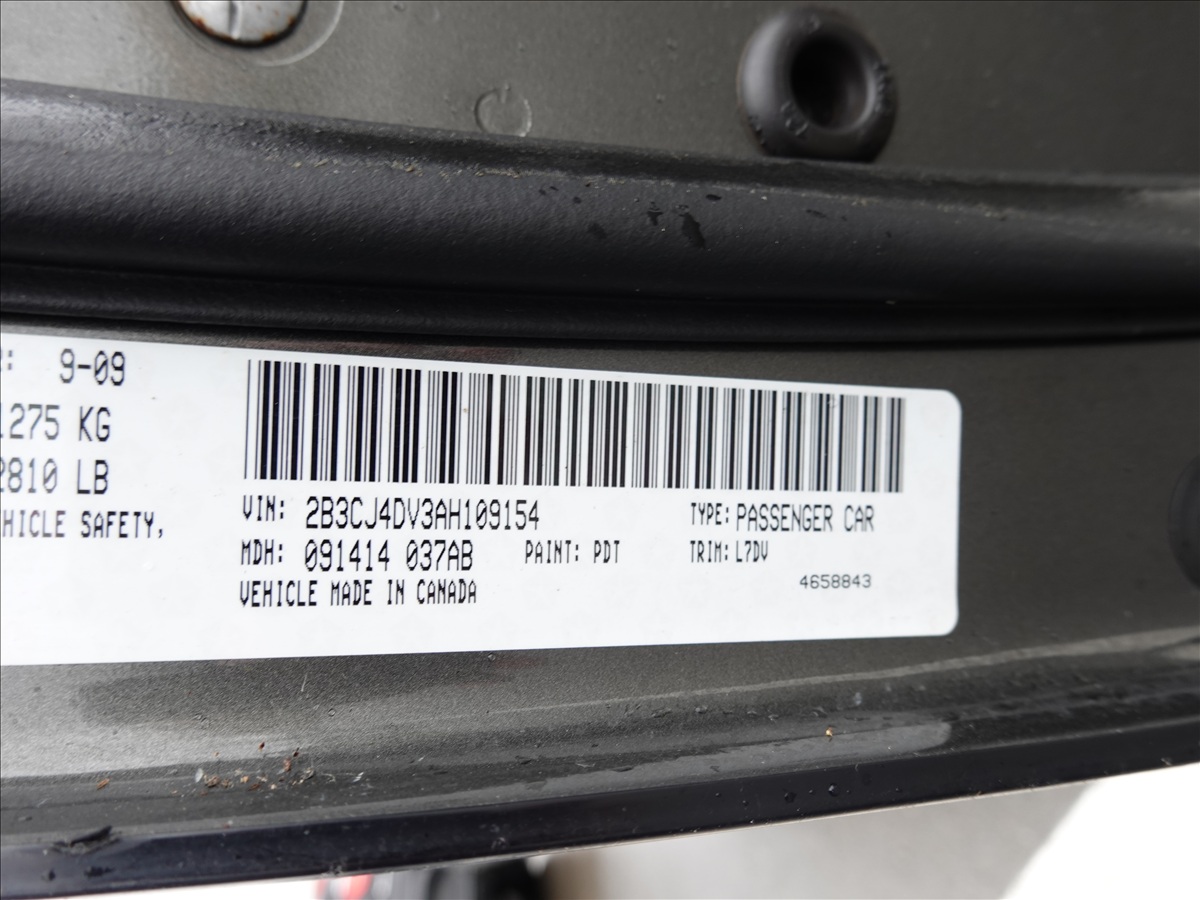 9-09
1275 KG
2810 LB
VEHICLE SAFETY,
VIN: 2B3CJ4DV3AH109154 TYPE: PASSENGER CAR
MDH: 091414 037AB PAINT: PDT TRIM: L7DV
VEHICLE MADE IN CANADA 4658843